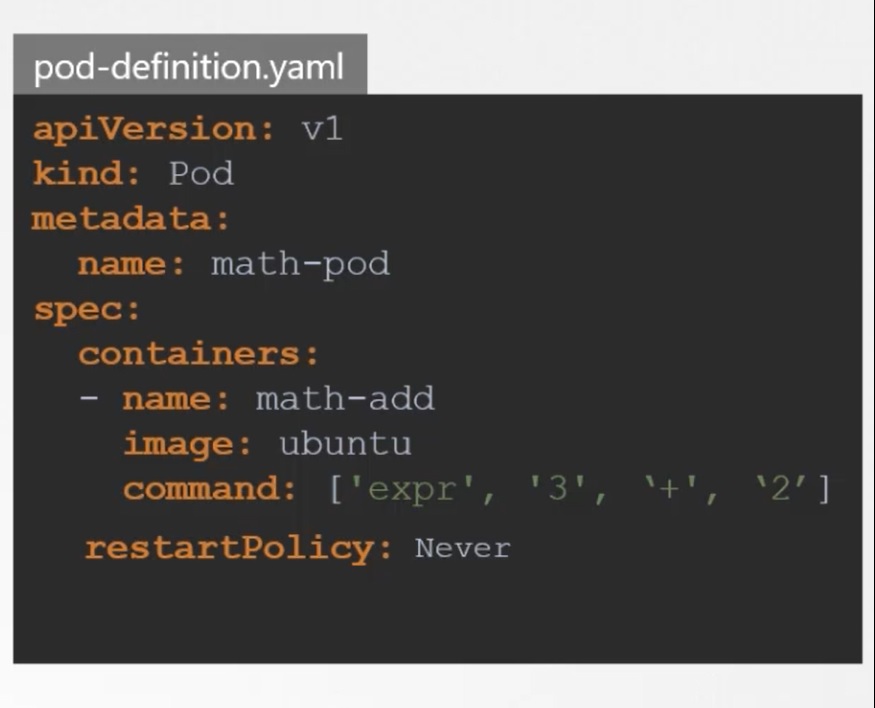 pod-definition.yaml
apiVersion: v1
kind: Pod
metadata:
  name: math-pod
spec:
  containers:
  - name: math-add
    image: ubuntu
    command: ['expr', '3', ‵+', ‵2’]
  restartPolicy: Never